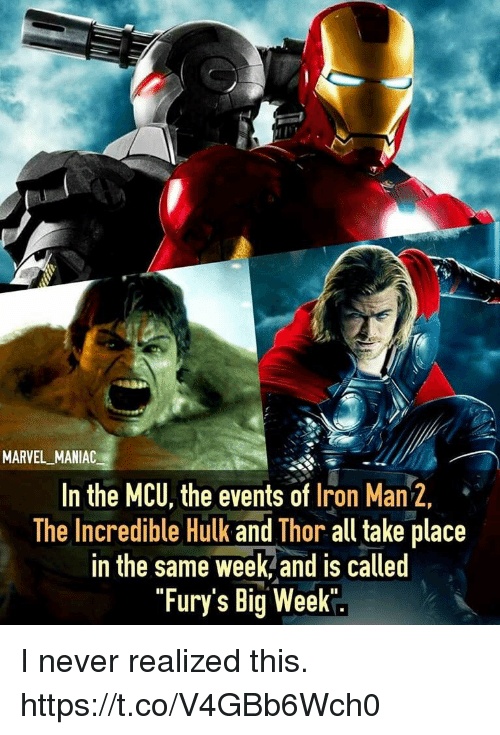 MARVEL_MANIAC_
In the MCU, the events of Iron Man 2,
The Incredible Hulk and Thor all take place
in the same week, and is called
"Fury's Big Week".
I never realized this.
https://t.co/V4GBb6Wch0